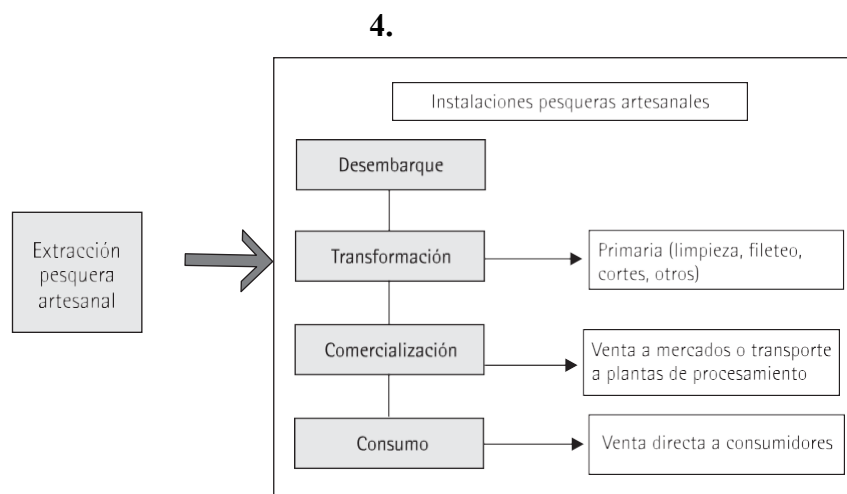 4.
Instalaciones pesqueras artesanales
Desembarque
Extracción
pesquera
artesanal
Transformación
Primaria (limpieza, fileteo,
cortes, otros)
Comercialización
Venta a mercados o transporte
a plantas de procesamiento
Consumo
Venta directa a consumidores